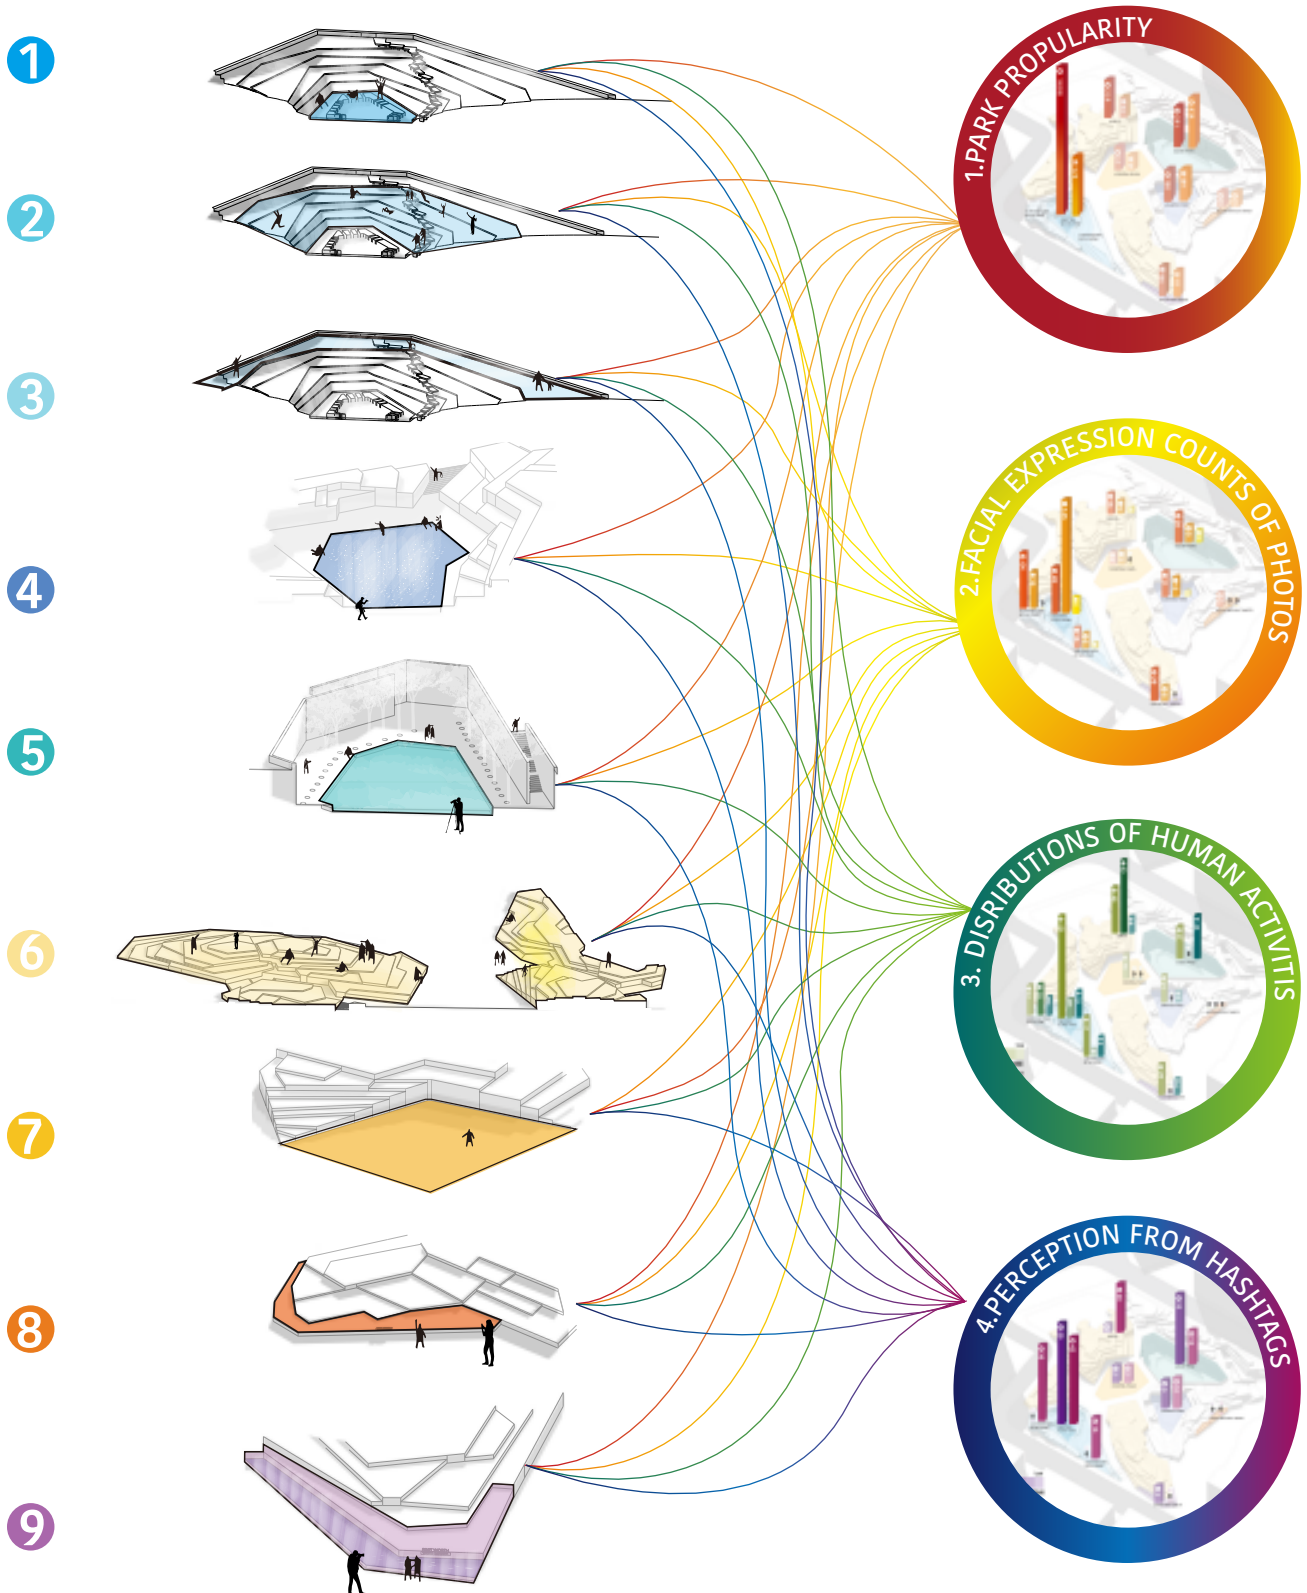 1
2
3
4
5
6
7
8
9
1.PARK PROPULARITY
2.FACIAL EXPRESSION COUNTS OF PHOTOS
3. DISRIBUTIONS OF HUMAN ACTIVITIS
4.PERCEPTION FROM HASHTAGS